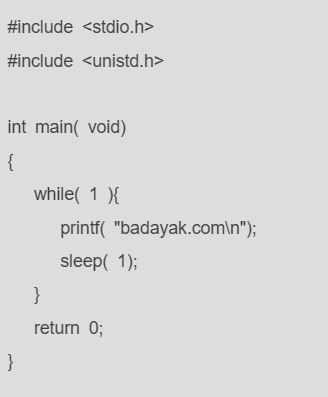 #include <stdio.h>
#include <unistd.h>
int main( void)
{
while( 1 ){
printf( "badayak.com\n");
sleep( 1);
}
return 0;
}